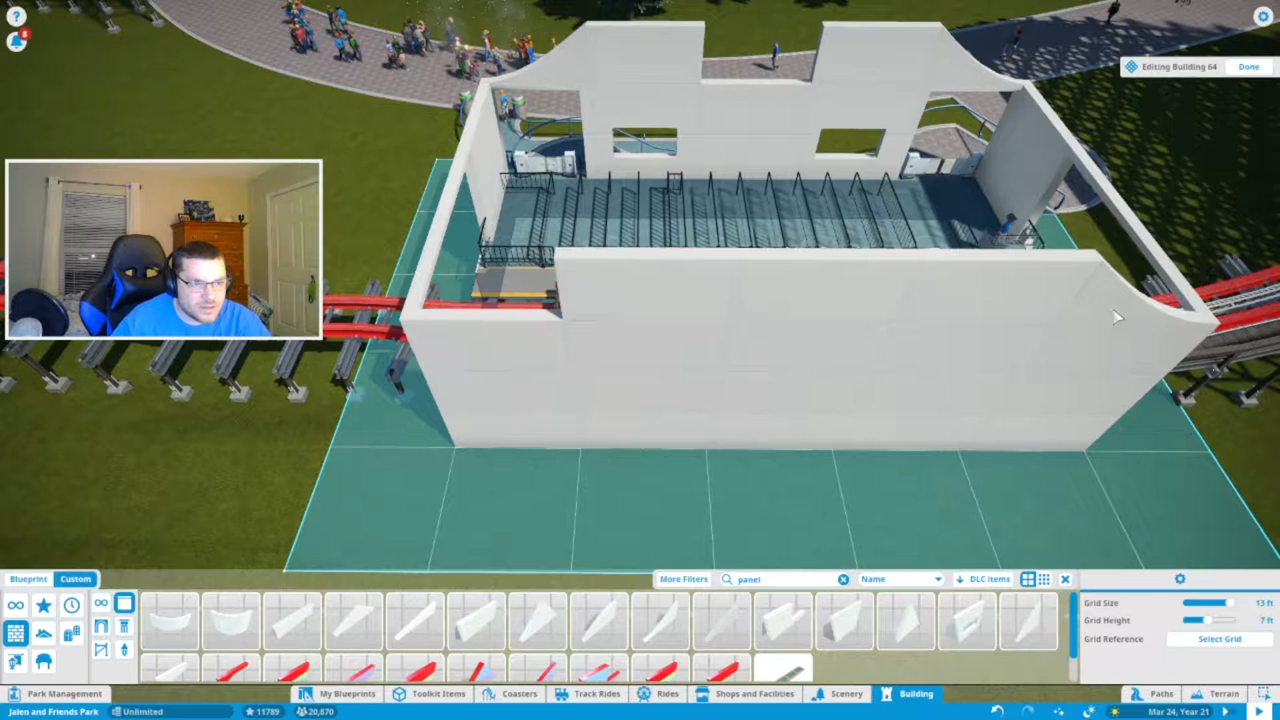 ?
8
Editing Building 64 Done
Blueprint Custom More Filters panel Name DLC items
Grid Size 13 ft
Grid Height 7 ft
Grid Reference Select Grid
Park Management My Blueprints Toolkit Items Coasters Track Rides Rides Shops and Facilities Scenery Building Paths Terrain
Jalen and Friends Park Unlimited 11789 20,870 Mar 24, Year 21